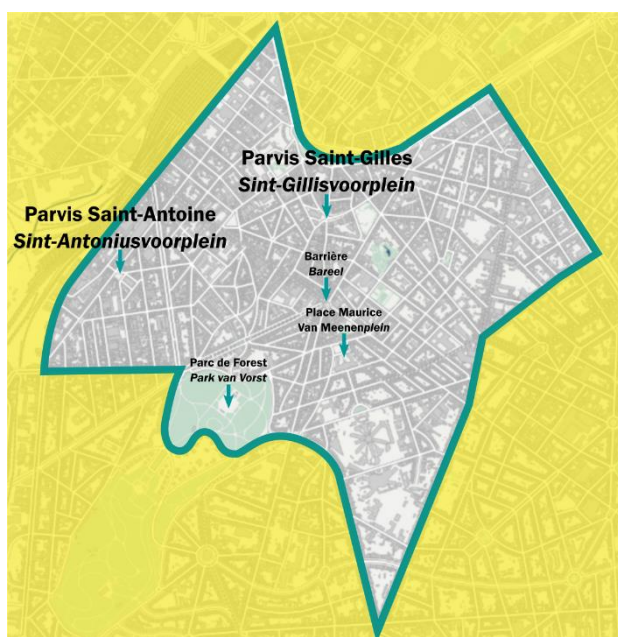 Parvis Saint-Gilles
Sint-Gillisvoorplein
Parvis Saint-Antoine
Sint-Antoniusvoorplein
Barrière
Bareel
Place Maurice
Van Meenenplein
Parc de Forest
Park van Vorst